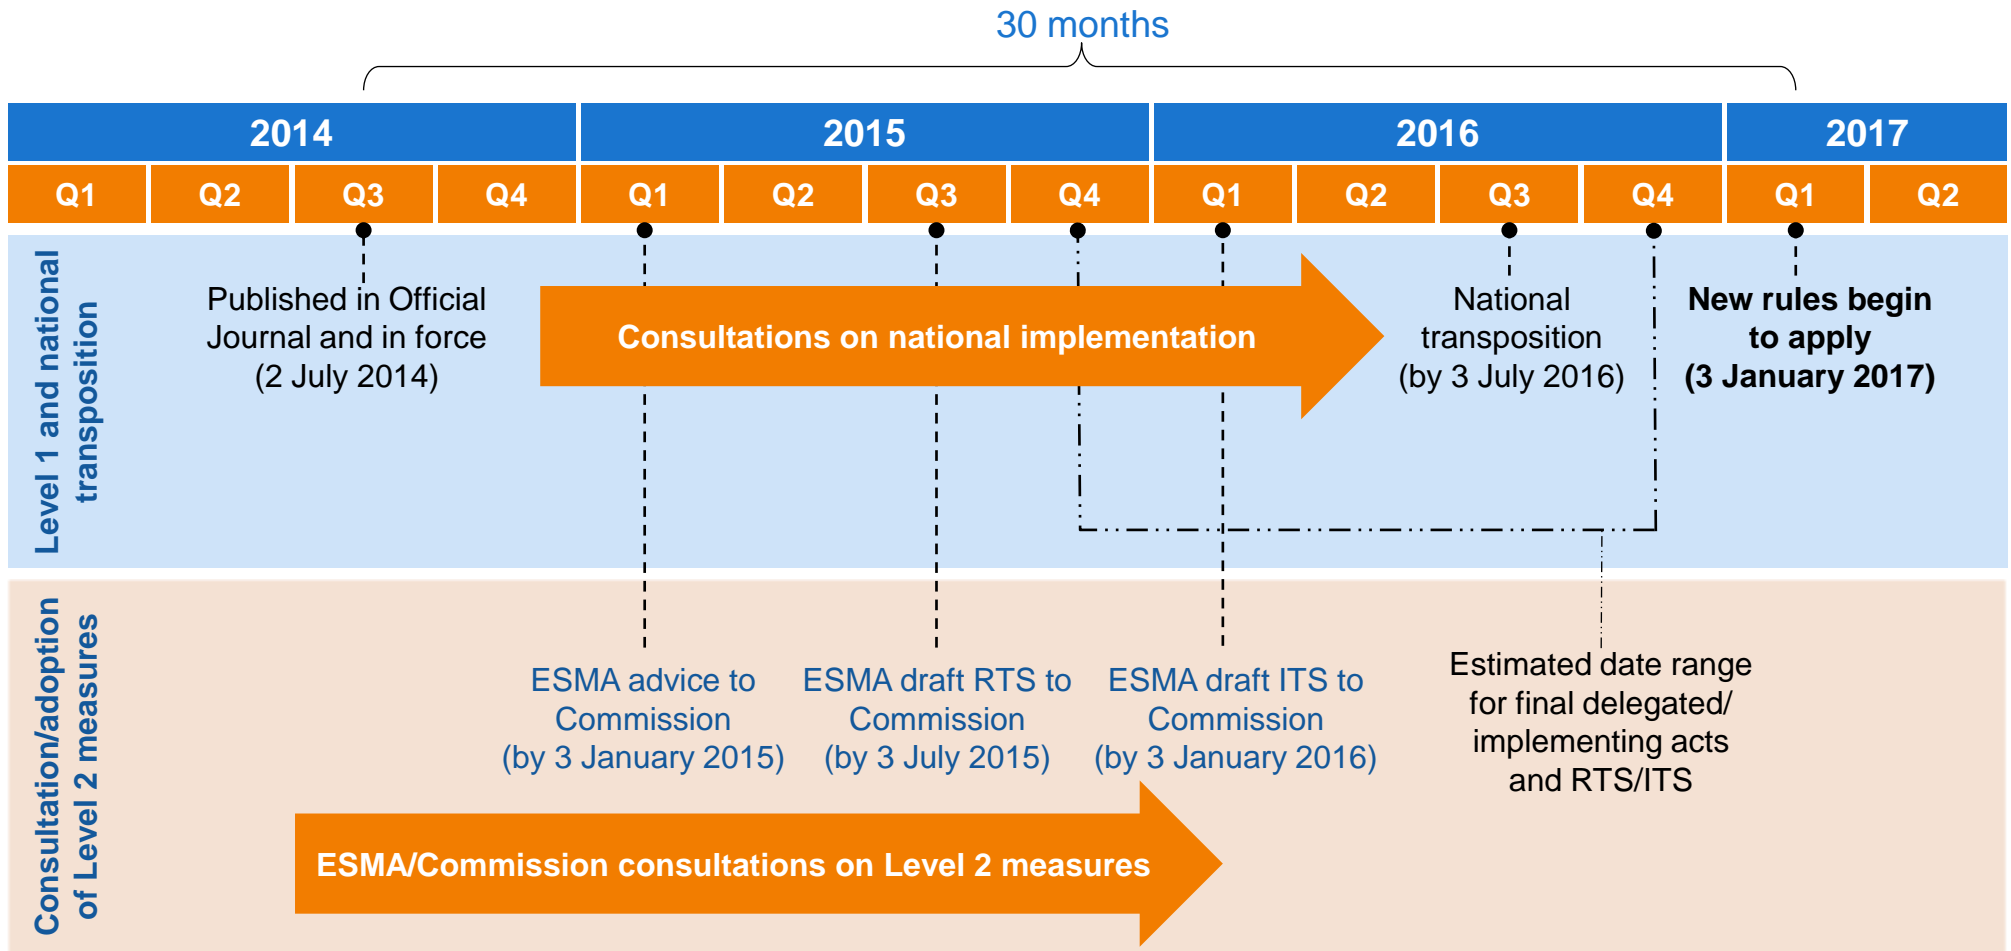 30 months
2014
2015
2016
2017
Q1
Q2
Q3
Q4
Q1
Q2
Q3
Q4
Q1
Q2
Q3
Q4
Q1
Q2
Level 1 and national
transposition
Published in Official
Journal and in force
(2 July 2014)
Consultations on national implementation
National
transposition
(by 3 July 2016)
New rules begin
to apply
(3 January 2017)
Consultation/adoption
of Level 2 measures
ESMA advice to
Commission
(by 3 January 2015)
ESMA draft RTS to
Commission
(by 3 July 2015)
ESMA draft ITS to
Commission
(by 3 January 2016)
Estimated date range
for final delegated/
implementing acts
and RTS/ITS
ESMA/Commission consultations on Level 2 measures